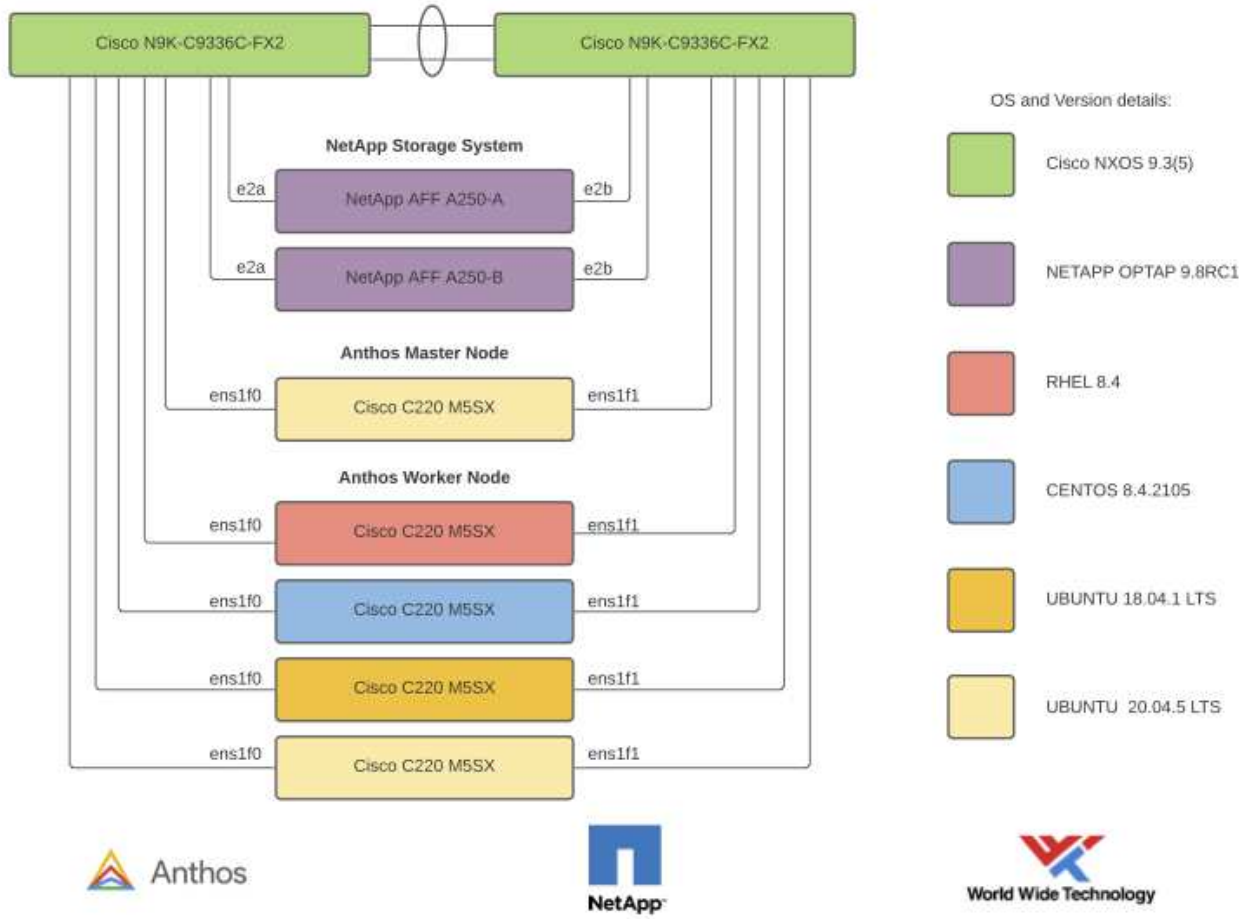 Cisco N9K-C9336C-FX2
Cisco N9K-C9336C-FX2
OS and Version details:
Cisco NXOS 9.3(5)
NetApp Storage System
e2a
NetApp AFF A250-A
e2b
e2a
NetApp AFF A250-B
e2b
NETAPP OPTAP 9.8RC1
Anthos Master Node
ens1f0
Cisco C220 M5SX
ens1f1
RHEL 8.4
Anthos Worker Node
ens1f0
Cisco C220 M5SX
ens1f1
CENTOS 8.4.2105
ens1f0
Cisco C220 M5SX
ens1f1
UBUNTU 18.04.1 LTS
ens1f0
Cisco C220 M5SX
ens1f1
UBUNTU 20.04.5 LTS
ens1f0
Cisco C220 M5SX
ens1f1
Anthos
NetApp
World Wide Technology